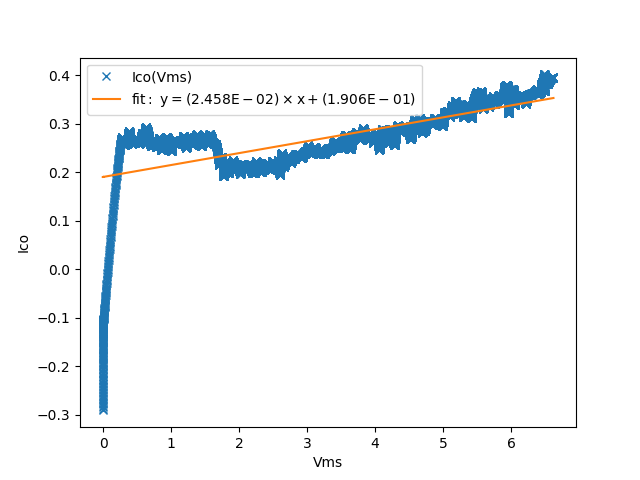 Ico(Vms)
fit : y = (2.458E − 02) × x + (1.906E − 01)
0.4
0.3
0.2
0.1
0.0
−0.1
−0.2
−0.3
Ico
0 1 2 3 4 5 6
Vms